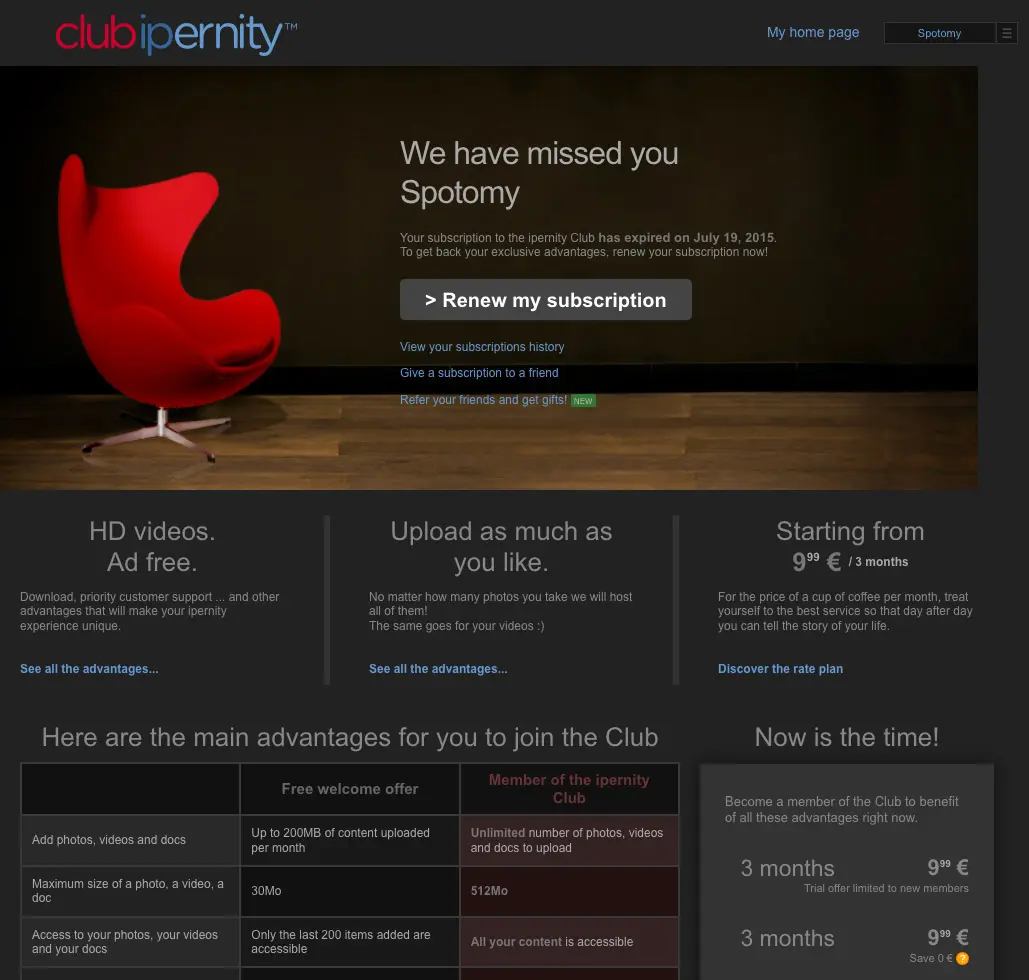 clubipernity™
My home page
Spotomy
We have missed you
Spotomy
Your subscription to the ipernity Club has expired on July 19, 2015.
To get back your exclusive advantages, renew your subscription now!
> Renew my subscription
View your subscriptions history
Give a subscription to a friend
Refer your friends and get gifts! NEW
HD videos.
Ad free.
Download, priority customer support ... and other
advantages that will make your ipernity
experience unique.
See all the advantages...
Upload as much as
you like.
No matter how many photos you take we will host
all of them!
The same goes for your videos :)
See all the advantages...
Starting from
9⁹⁹ € / 3 months
For the price of a cup of coffee per month, treat
yourself to the best service so that day after day
you can tell the story of your life.
Discover the rate plan
Here are the main advantages for you to join the Club
Free welcome offer
Member of the ipernity
Club
Add photos, videos and docs
Up to 200MB of content uploaded
per month
Unlimited number of photos, videos
and docs to upload
Maximum size of a photo, a video, a
doc
30Mo
512Mo
Access to your photos, your videos
and your docs
Only the last 200 items added are
accessible
All your content is accessible
Now is the time!
Become a member of the Club to benefit
of all these advantages right now.
3 months 9⁹⁹ €
Trial offer limited to new members
3 months 9⁹⁹ €
Save 0 € ?